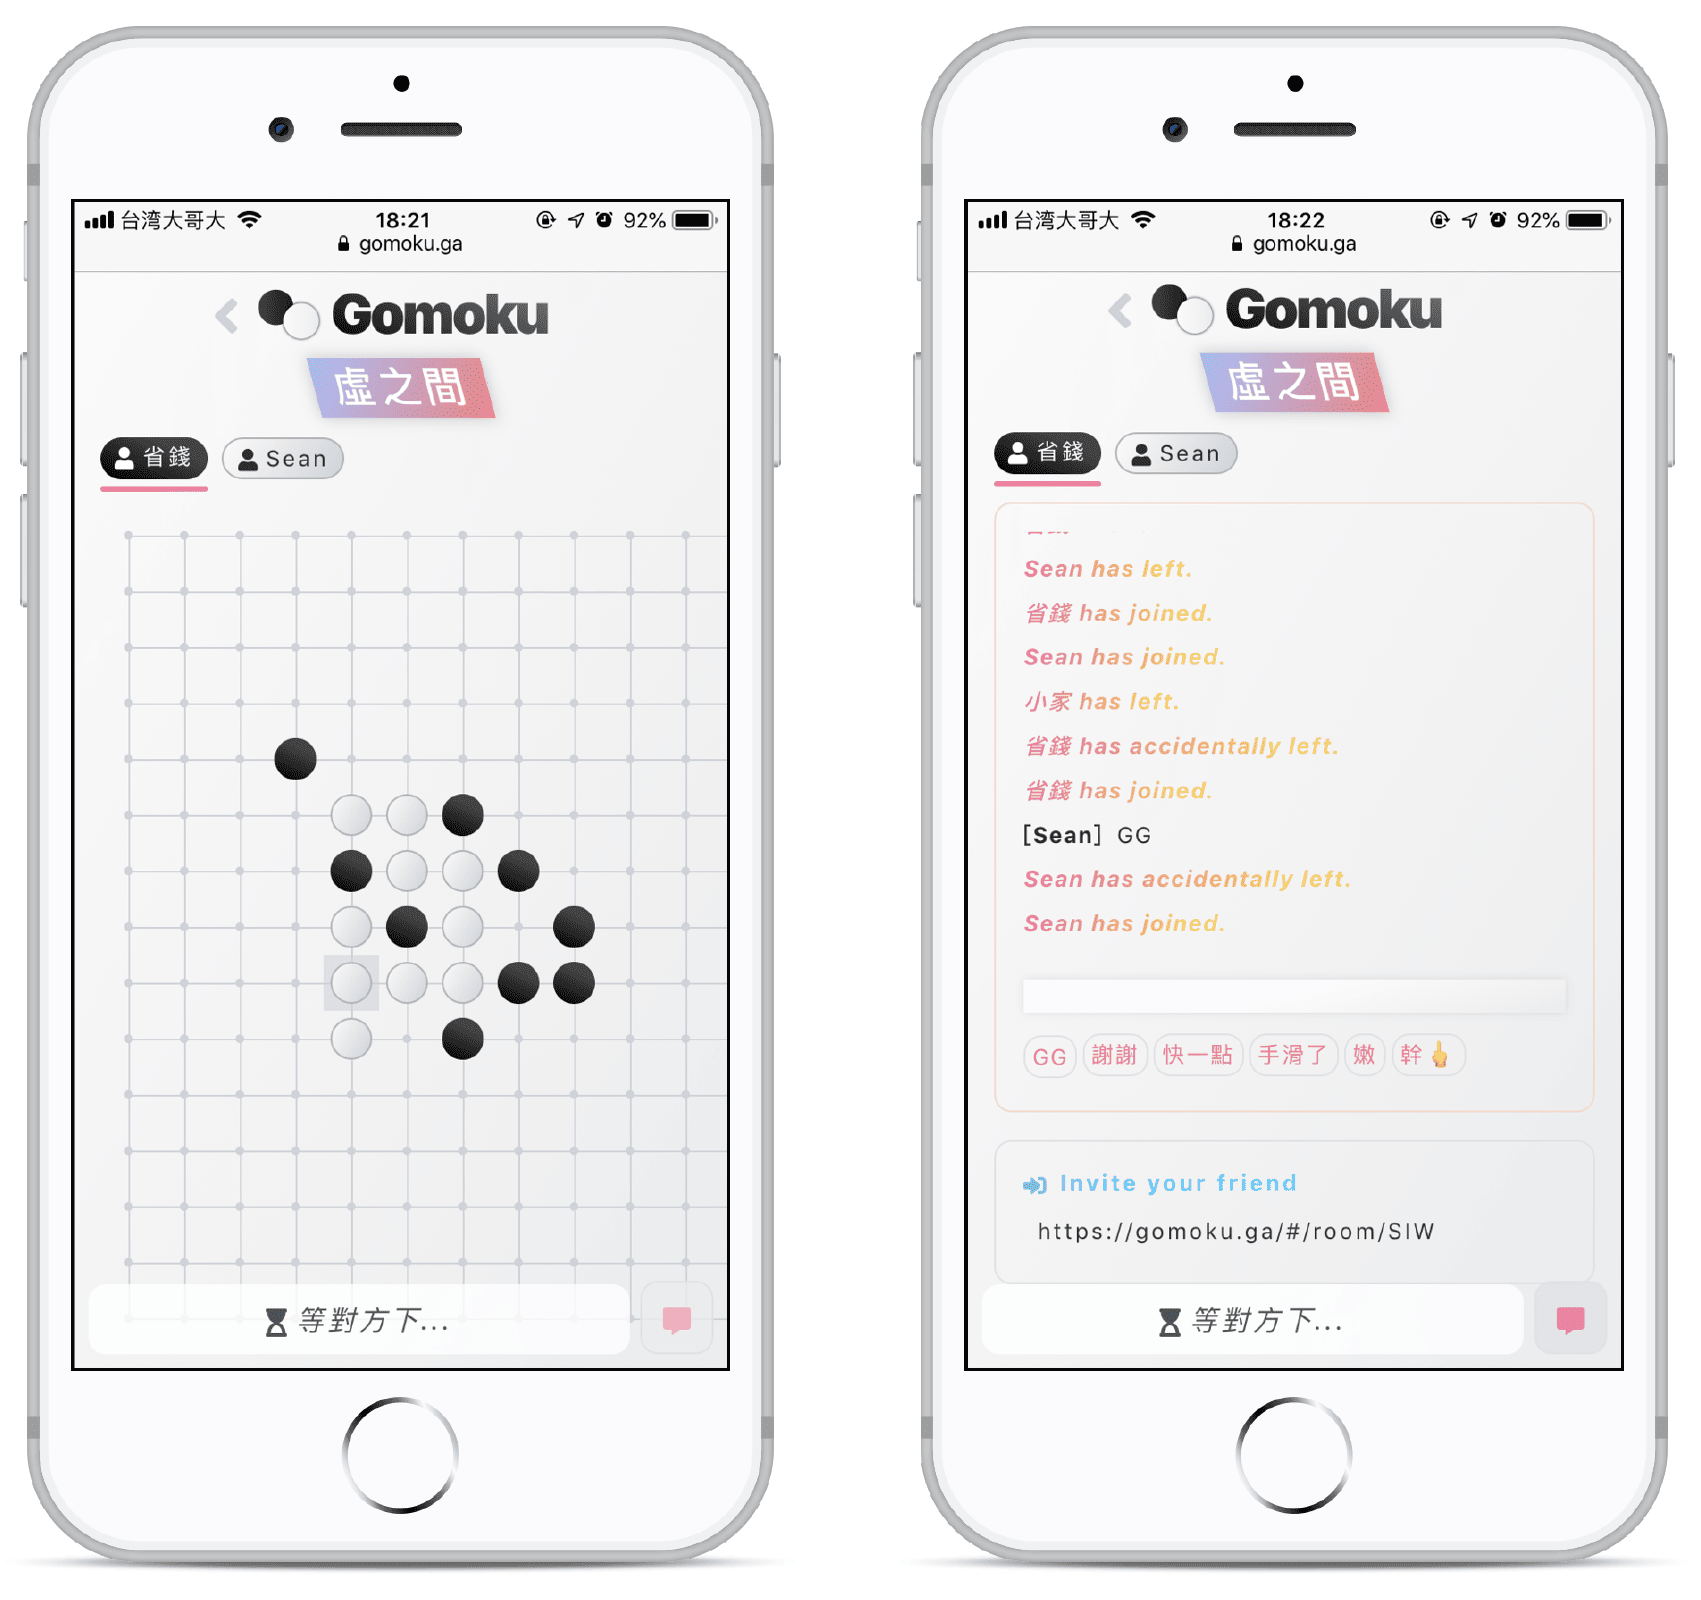 台湾大哥大 18:21 92%
gomoku.ga
Gomoku
虛之間
省錢 Sean
等對方下...
台湾大哥大 18:22 92%
gomoku.ga
Gomoku
虛之間
省錢 Sean
Sean has left.
省錢 has joined.
Sean has joined.
小家 has left.
省錢 has accidentally left.
省錢 has joined.
[Sean] GG
Sean has accidentally left.
Sean has joined.
GG 謝謝 快一點 手滑了 嫩 幹🖕
Invite your friend
https://gomoku.ga/#/room/SIW
等對方下...